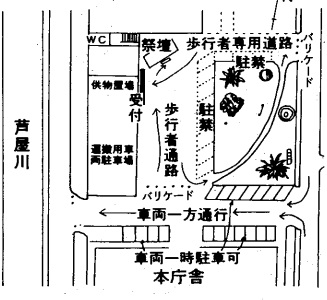 WC
祭壇
歩行者専用道路
バリケード
駐禁
供物置場
受付
歩行者通路
駐禁
芦屋川
運搬用車
両駐車場
バリケード
車両一方通行
車両一時駐車可
本庁舎